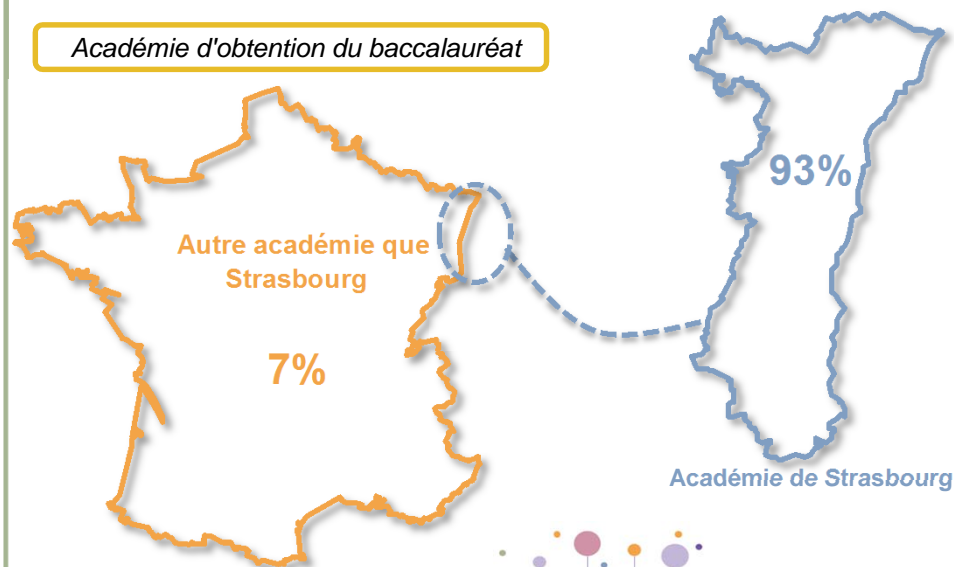 Académie d'obtention du baccalauréat
93%
Autre académie que
Strasbourg
7%
Académie de Strasbourg